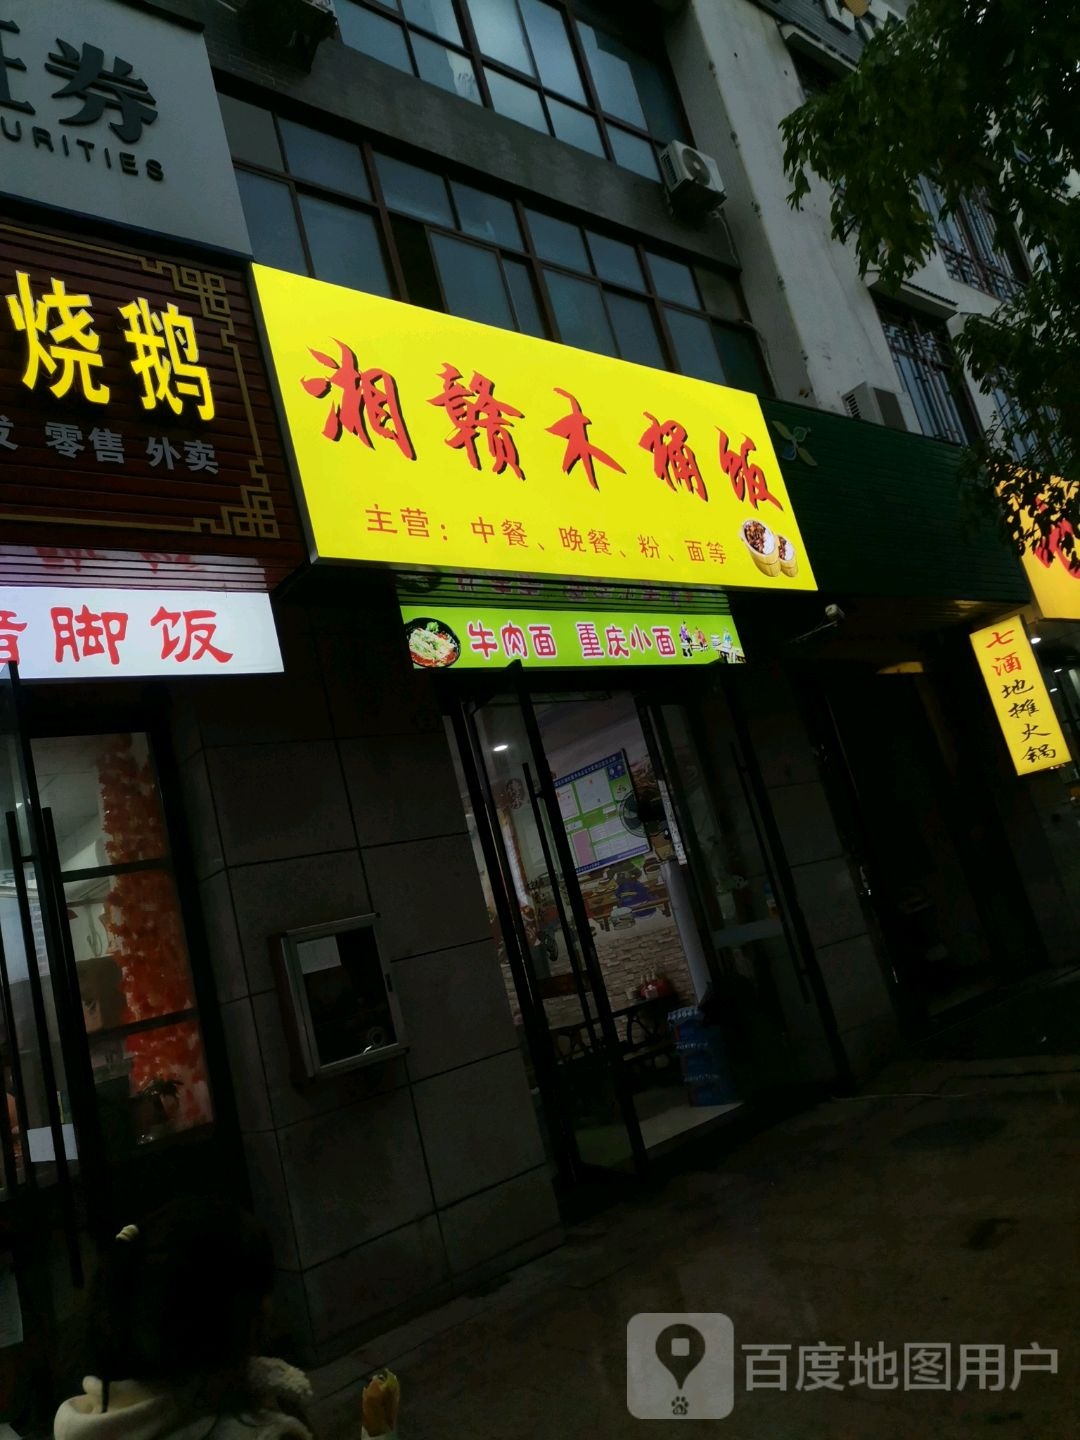 券
URITIES
烧鹅
零售 外卖
脚饭
湘赣木桶饭
主营：中餐、晚餐、粉、面等
牛肉面 重庆小面
七酒地摊火锅
百度地图用户